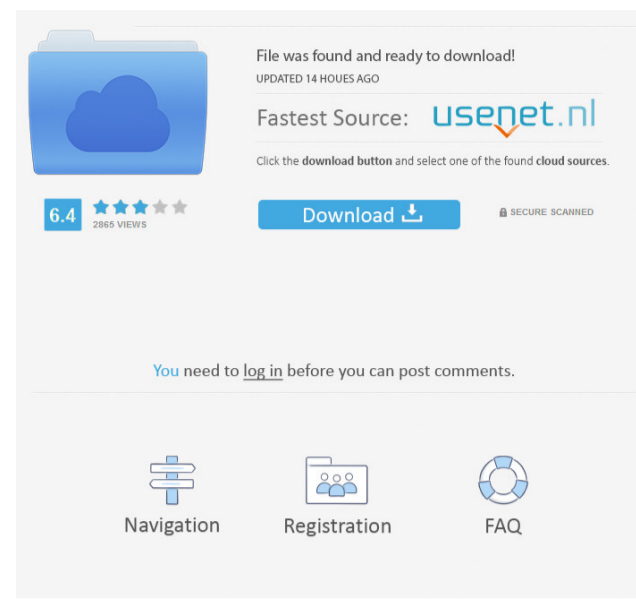 File was found and ready to download!
UPDATED 14 HOUES AGO
Fastest Source: usenet.nl
Click the download button and select one of the found cloud sources.
6.4
2865 VIEWS
Download
SECURE SCANNED
You need to log in before you can post comments.
Navigation
Registration
FAQ